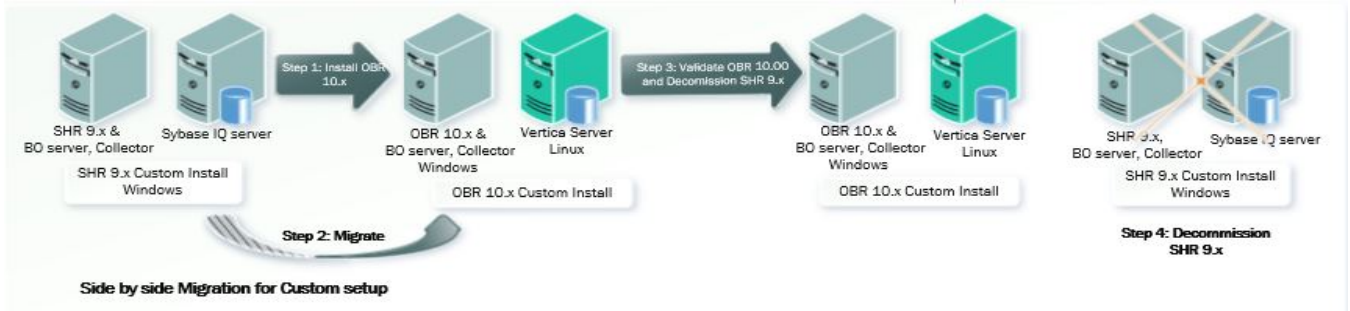 Step 1: Install OBR
10.x
Step 3: Validate OBR 10.00
and Decomission SHR 9.x
SHR 9.x &
BO server, Collector
Sybase IQ server
SHR 9.x Custom Install
Windows
OBR 10.x &
BO server, Collector
Windows
Vertica Server
Linux
OBR 10.x Custom Install
OBR 10.x &
BO server, Collector
Windows
Vertica Server
Linux
OBR 10.x Custom Install
SHR 9.x,
BO server, Collector
Sybase IQ server
SHR 9.x Custom Install
Windows
Step 2: Migrate
Step 4: Decommission
SHR 9.x
Side by side Migration for Custom setup